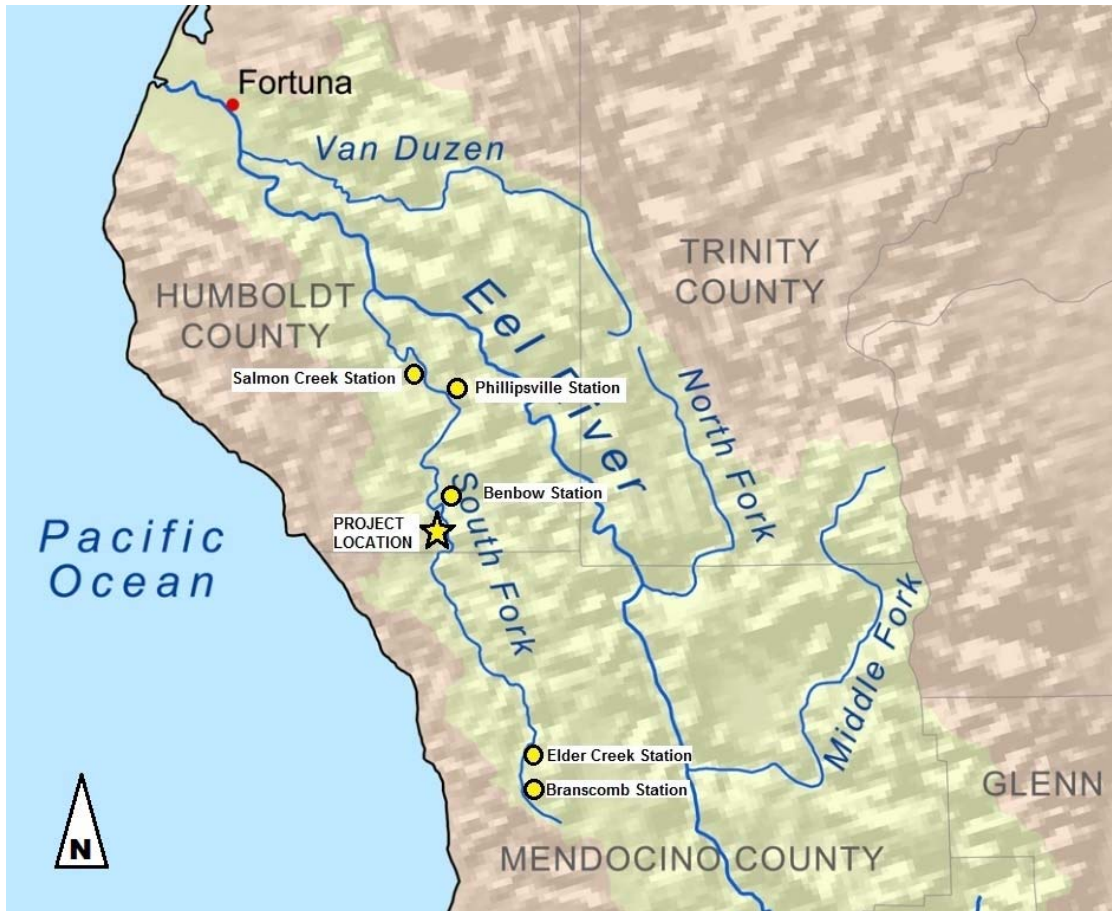 Fortuna
Van Duzen
TRINITY
COUNTY
HUMBOLDT
COUNTY
Eel River
Salmon Creek Station
Phillipsville Station
North Fork
Benbow Station
South Fork
PROJECT
LOCATION
Pacific
Ocean
Middle Fork
Elder Creek Station
Branscomb Station
GLENN
N
MENDOCINO COUNTY